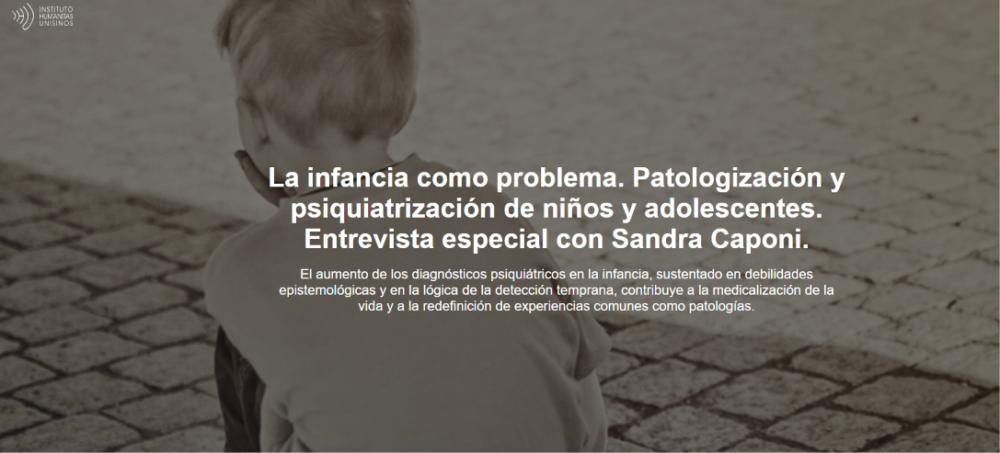 INSTITUTO
HUMANITAS
UNISINOS
La infancia como problema. Patologización y
psiquiatrización de niños y adolescentes.
Entrevista especial con Sandra Caponi.
El aumento de los diagnósticos psiquiátricos en la infancia, sustentado en debilidades
epistemológicas y en la lógica de la detección temprana, contribuye a la medicalización de la
vida y a la redefinición de experiencias comunes como patologías.